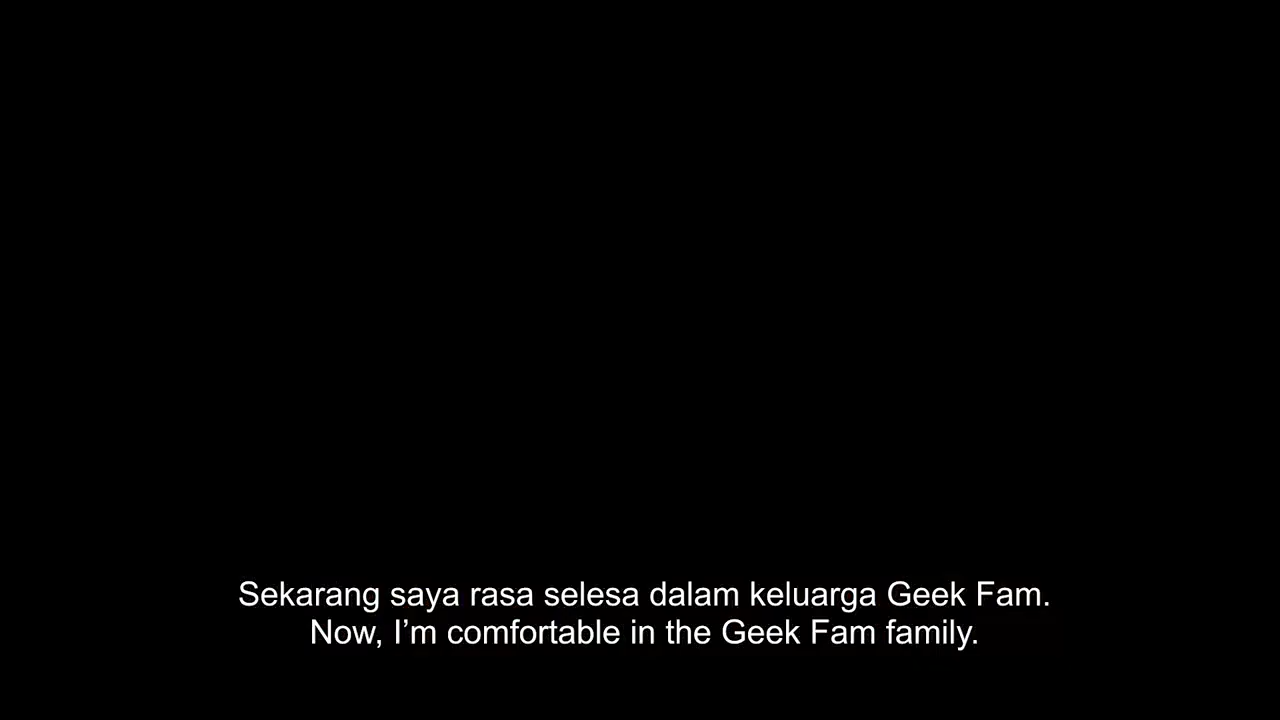 Sekarang saya rasa selesa dalam keluarga Geek Fam.
Now, I’m comfortable in the Geek Fam family.